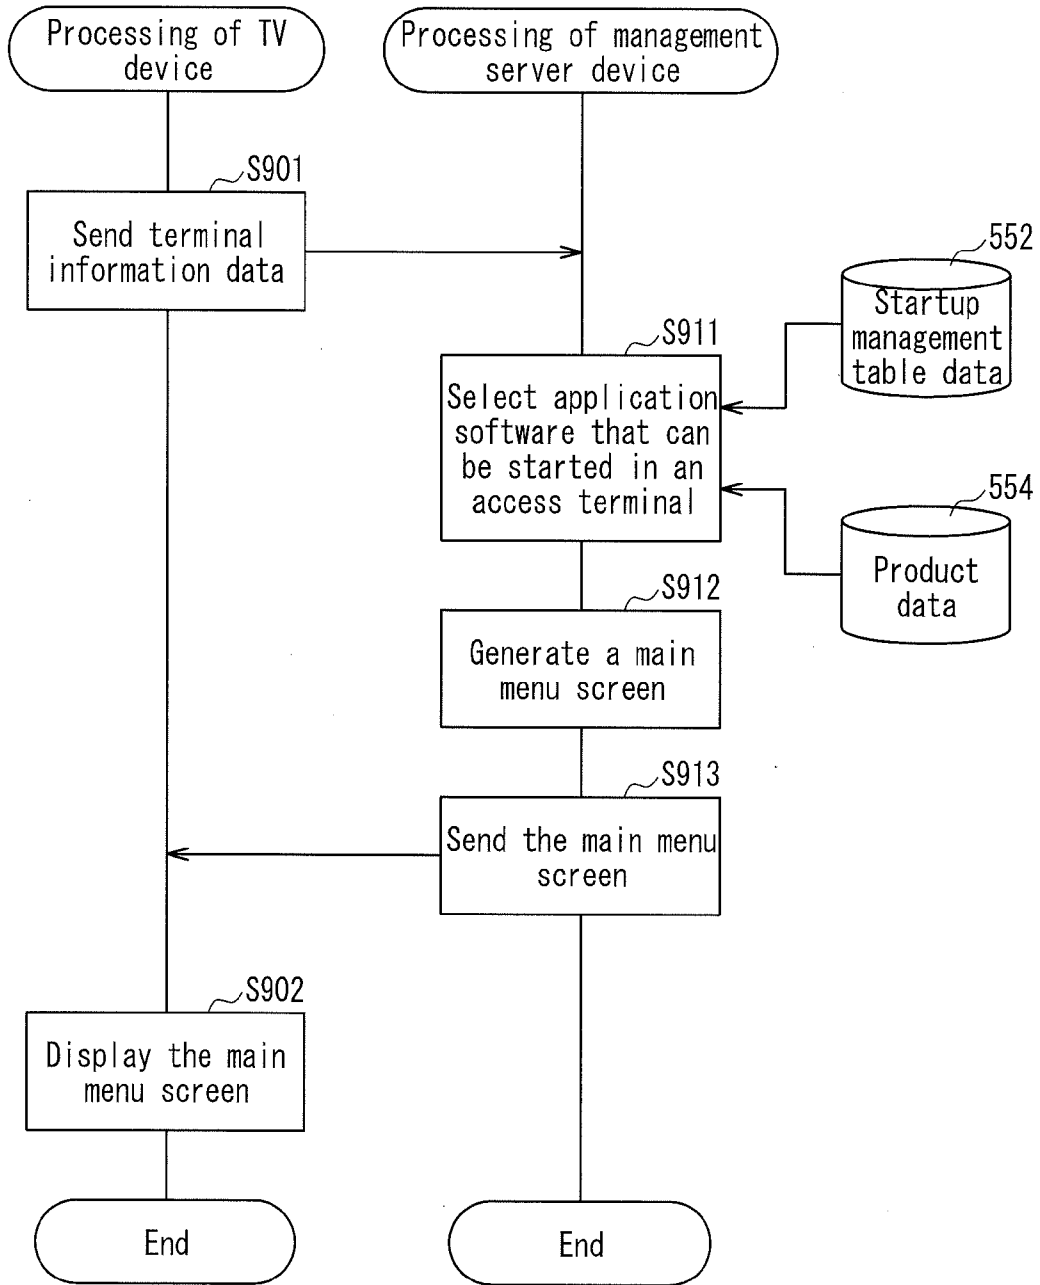 Processing of TV
device
Processing of management
server device
S901
Send terminal
information data
552
Startup
management
table data
S911
Select application
software that can
be started in an
access terminal
554
Product
data
S912
Generate a main
menu screen
S913
Send the main menu
screen
S902
Display the main
menu screen
End
End